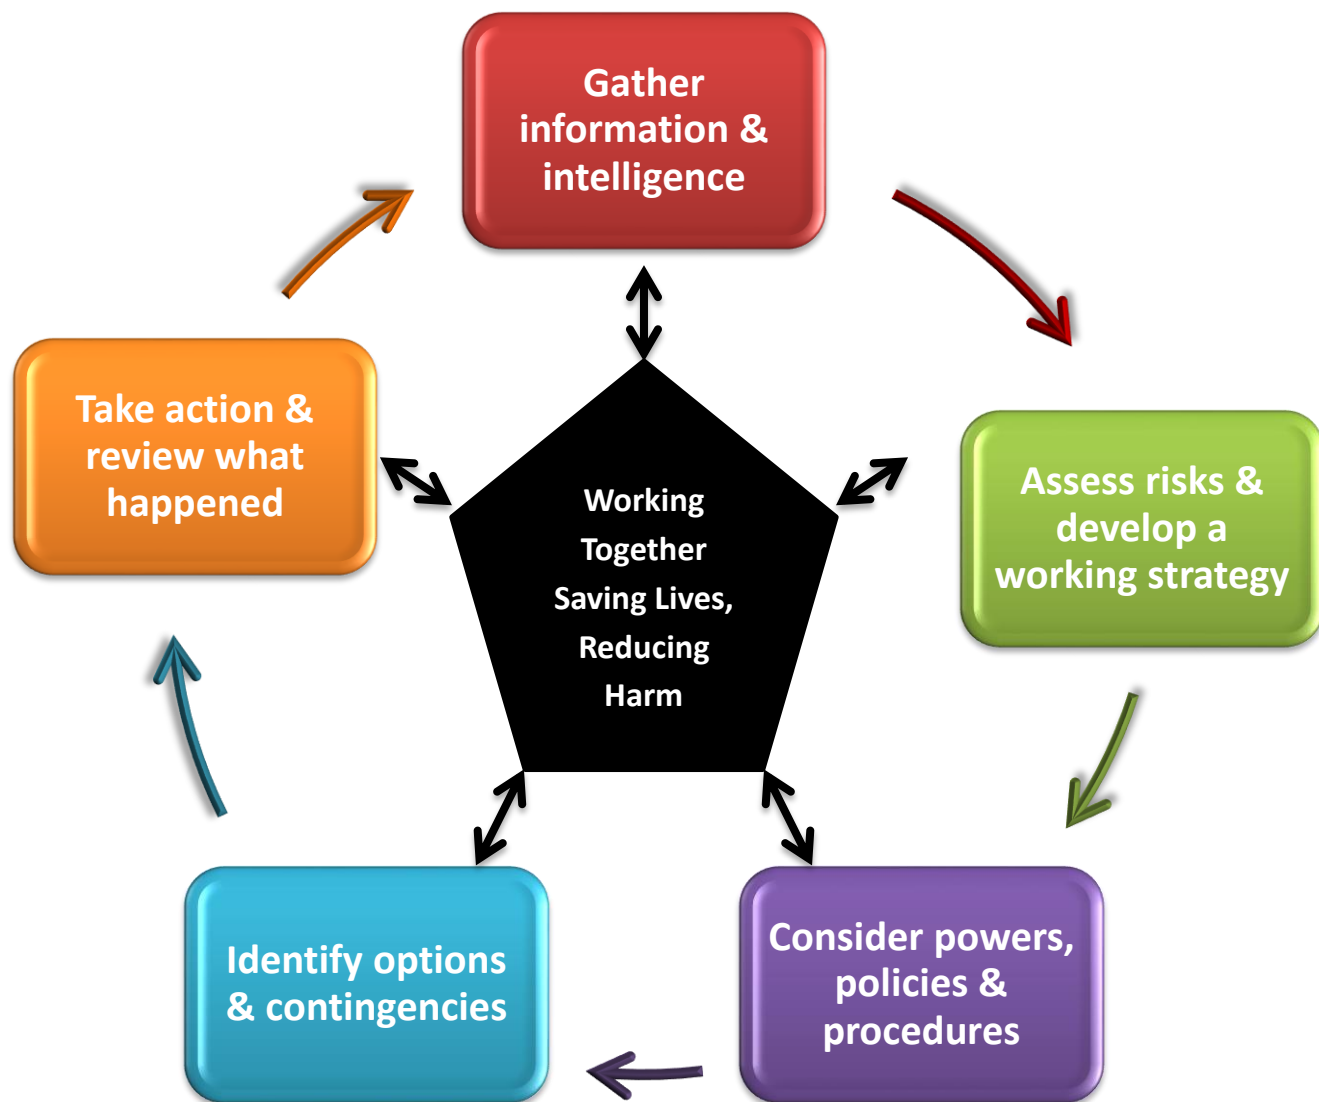 Gather
information &
intelligence
Assess risks &
develop a
working strategy
Consider powers,
policies &
procedures
Identify options
& contingencies
Take action &
review what
happened
Working
Together
Saving Lives,
Reducing
Harm